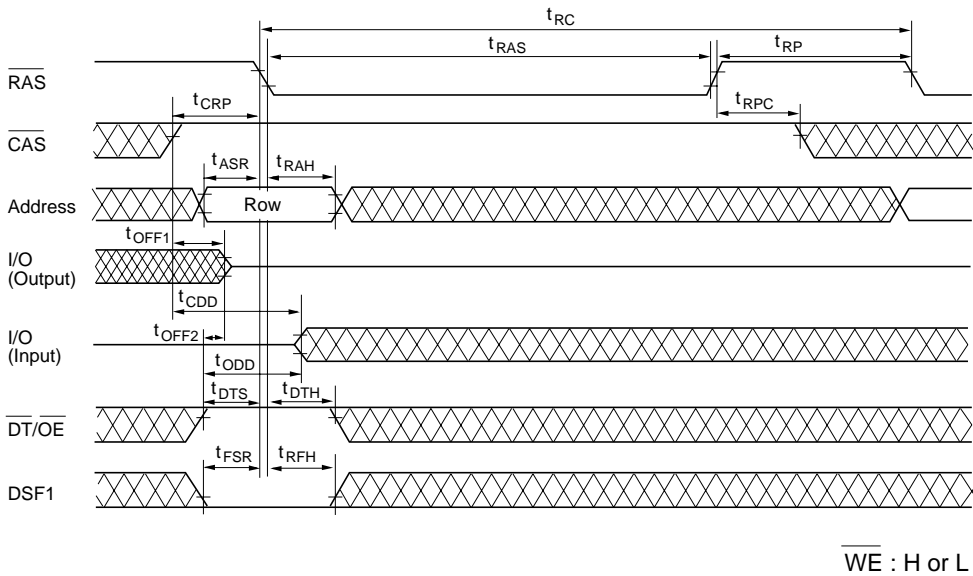 tRC
tRAS
tRP
RAS
tCRP
tRPC
CAS
tASR
tRAH
Address
Row
tOFF1
I/O
(Output)
tCDD
I/O
(Input)
tOFF2
tODD
tDTS
tDTH
DT/OE
tFSR
tRFH
DSF1
WE : H or L